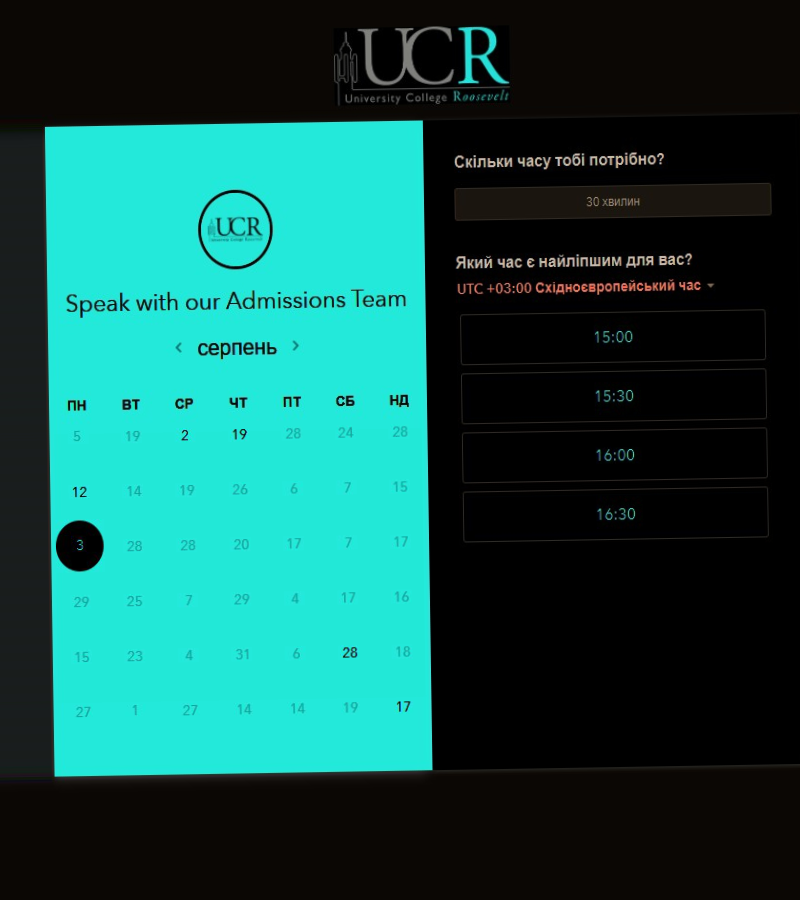 UCR
University College Roosevelt
UCR
University College Roosevelt
Speak with our Admissions Team
серпень
ПН ВТ СР ЧТ ПТ СБ НД
5 19 2 19 28 24 28
12 14 19 26 6 7 15
3 28 28 20 17 7 17
29 25 7 29 4 17 16
15 23 4 31 6 28 18
27 1 27 14 14 19 17
Скільки часу тобі потрібно?
30 хвилин
Який час є найліпшим для вас?
UTC +03:00 Східноєвропейський час
15:00
15:30
16:00
16:30